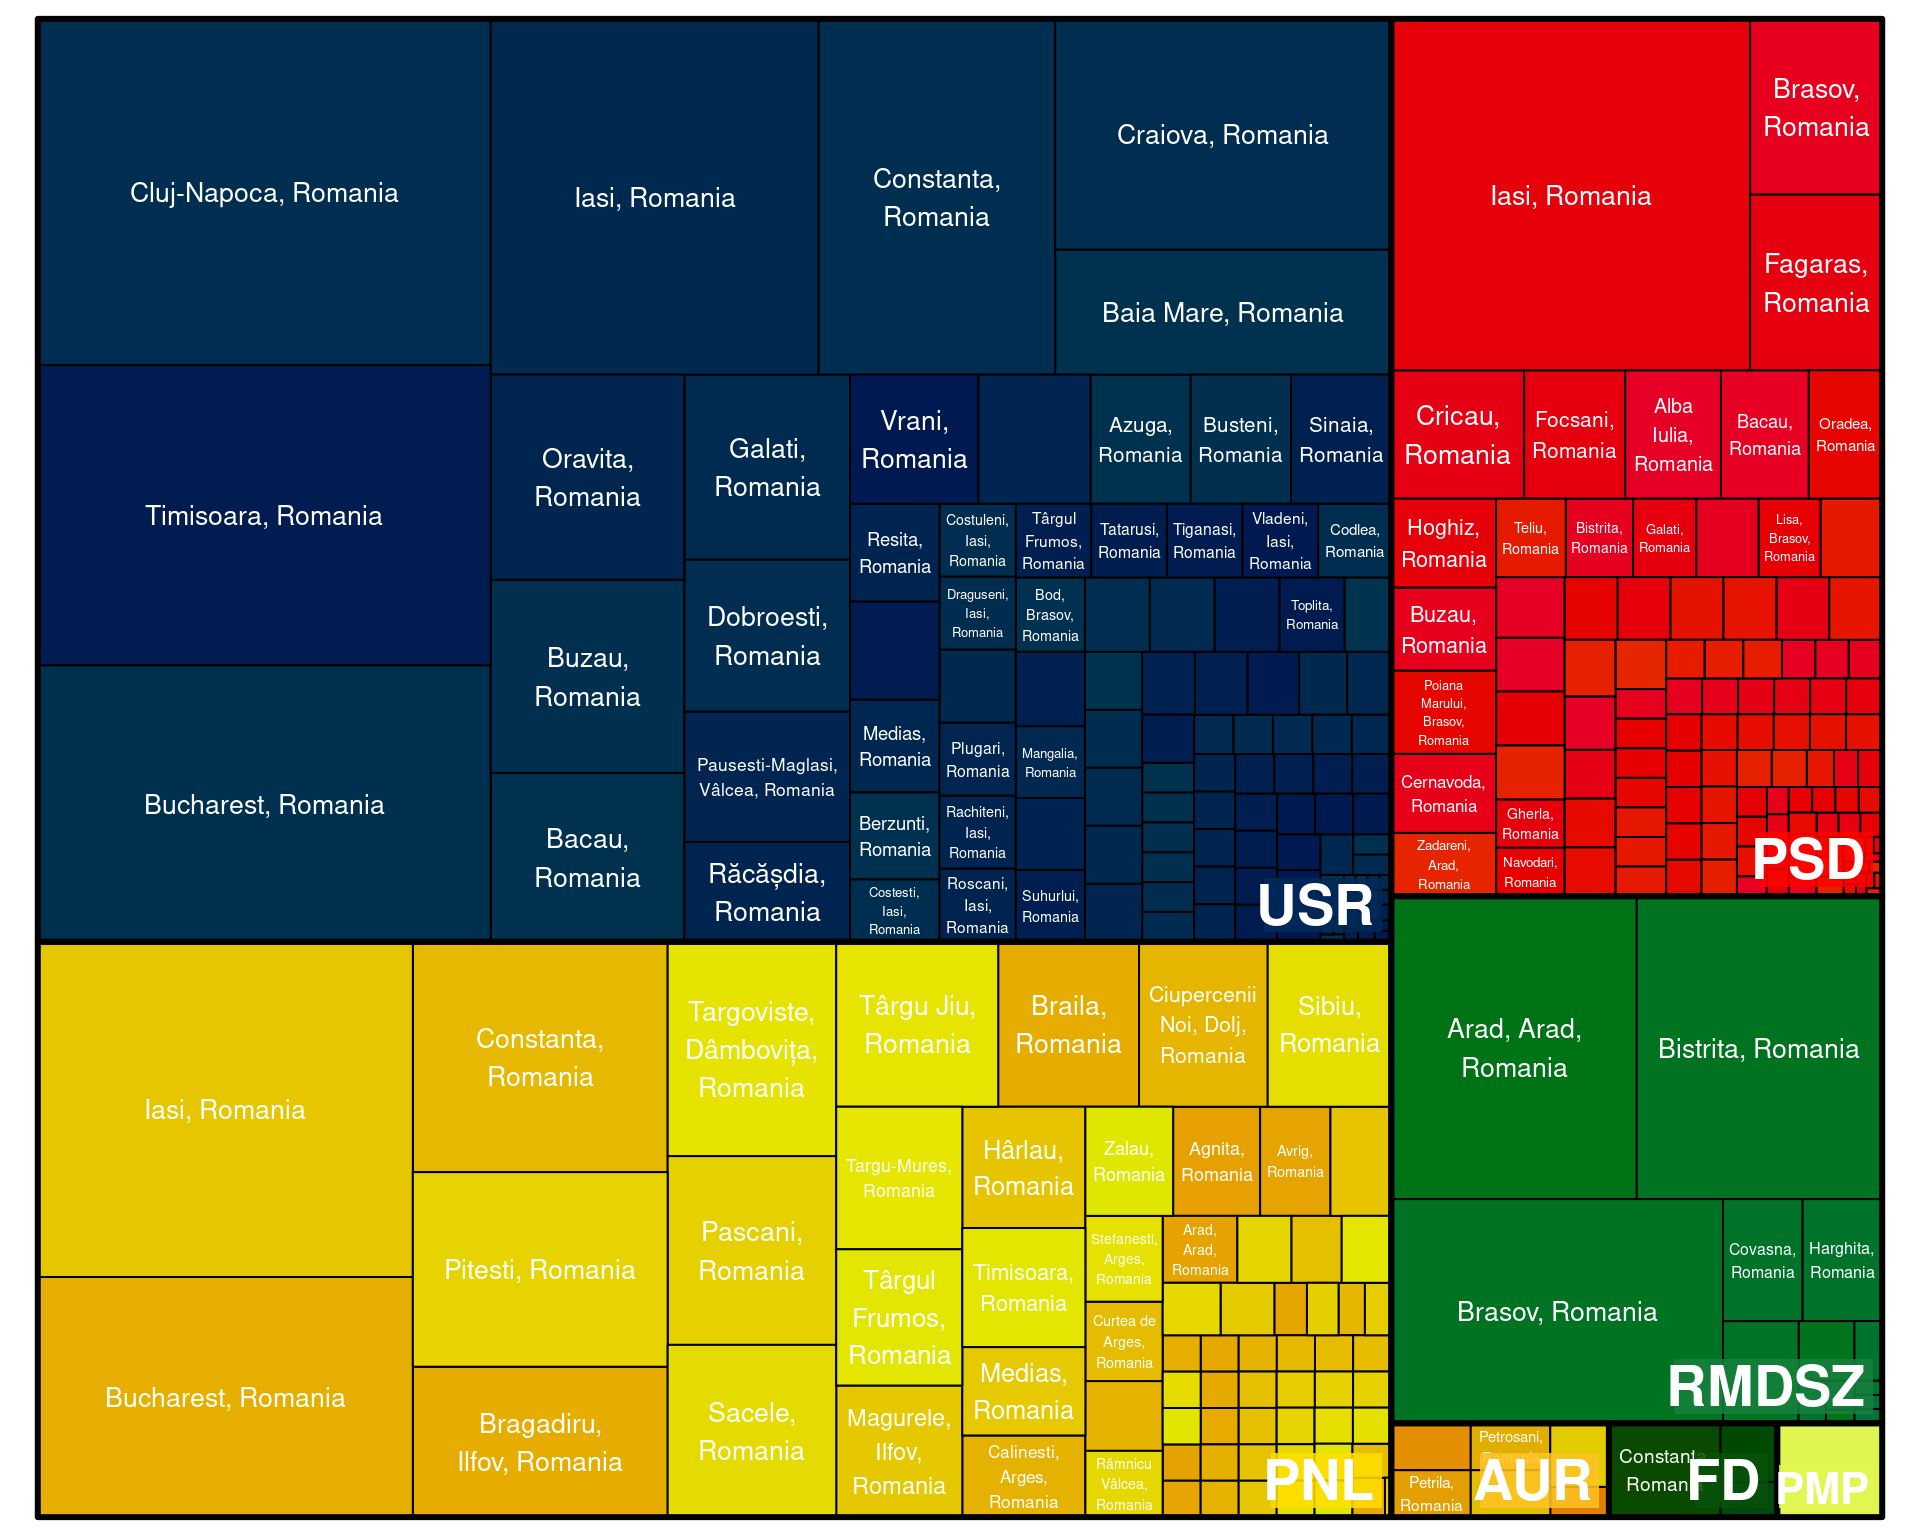 Cluj-Napoca, Romania
Timisoara, Romania
Bucharest, Romania
Iasi, Romania
Constanta,
Romania
Craiova, Romania
Baia Mare, Romania
Oravita,
Romania
Buzau,
Romania
Bacau,
Romania
Galati,
Romania
Dobroesti,
Romania
Pausesti-Maglasi,
Vâlcea, Romania
Răcășdia,
Romania
Vrani,
Romania
Azuga,
Romania
Busteni,
Romania
Sinaia,
Romania
Resita,
Romania
Medias,
Romania
Berzunti,
Romania
Costesti,
Iasi,
Romania
Costuleni,
Iasi,
Romania
Draguseni,
Iasi,
Romania
Plugari,
Romania
Rachiteni,
Iasi,
Romania
Roscani,
Iasi,
Romania
Târgul
Frumos,
Romania
Bod,
Brasov,
Romania
Mangalia,
Romania
Suhurlui,
Romania
Tatarusi,
Romania
Tiganasi,
Romania
Vladeni,
Iasi,
Romania
Codlea,
Romania
Toplita,
Romania
USR
Iasi, Romania
Brasov,
Romania
Fagaras,
Romania
Cricau,
Romania
Focsani,
Romania
Alba
Iulia,
Romania
Bacau,
Romania
Oradea,
Romania
Hoghiz,
Romania
Buzau,
Romania
Poiana
Marului,
Brasov,
Romania
Cernavoda,
Romania
Zadareni,
Arad,
Romania
Teliu,
Romania
Bistrita,
Romania
Galati,
Romania
Lisa,
Brasov,
Romania
Gherla,
Romania
Navodari,
Romania
PSD
Iasi, Romania
Bucharest, Romania
Constanta,
Romania
Pitesti, Romania
Bragadiru,
Ilfov, Romania
Targoviste,
Dâmbovița,
Romania
Pascani,
Romania
Sacele,
Romania
Târgu Jiu,
Romania
Braila,
Romania
Ciupercenii
Noi, Dolj,
Romania
Sibiu,
Romania
Targu-Mures,
Romania
Târgul
Frumos,
Romania
Magurele,
Ilfov,
Romania
Hârlau,
Romania
Timisoara,
Romania
Medias,
Romania
Calinesti,
Arges,
Romania
Zalau,
Romania
Agnita,
Romania
Avrig,
Romania
Stefanesti,
Arges,
Romania
Curtea de
Arges,
Romania
Râmnicu
Vâlcea,
Romania
Arad,
Arad,
Romania
PNL
Arad, Arad,
Romania
Bistrita, Romania
Brasov, Romania
Covasna,
Romania
Harghita,
Romania
RMDSZ
Petrosani,
Romania
Petrila,
Romania
AUR
Constanta,
Romania
FD
PMP